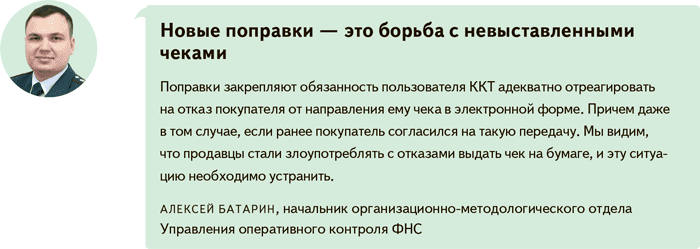 Новые поправки — это борьба с невыставленными
чеками
Поправки закрепляют обязанность пользователя ККТ адекватно отреагировать
на отказ покупателя от направления ему чека в электронной форме. Причем даже
в том случае, если ранее покупатель согласился на такую передачу. Мы видим,
что продавцы стали злоупотреблять с отказами выдать чек на бумаге, и эту ситуа-
цию необходимо устранить.
АЛЕКСЕЙ БАТАРИН, начальник организационно-методологического отдела
Управления оперативного контроля ФНС